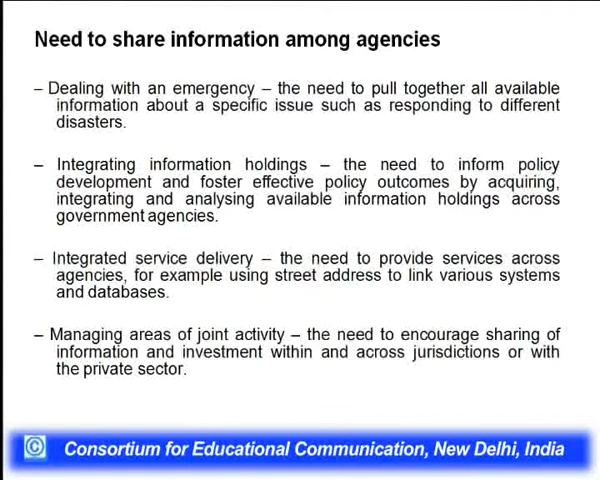 Need to share information among agencies
– Dealing with an emergency – the need to pull together all available
information about a specific issue such as responding to different
disasters.
– Integrating information holdings – the need to inform policy
development and foster effective policy outcomes by acquiring,
integrating and analysing available information holdings across
government agencies.
– Integrated service delivery – the need to provide services across
agencies, for example using street address to link various systems
and databases.
– Managing areas of joint activity – the need to encourage sharing of
information and investment within and across jurisdictions or with
the private sector.
© Consortium for Educational Communication, New Delhi, India